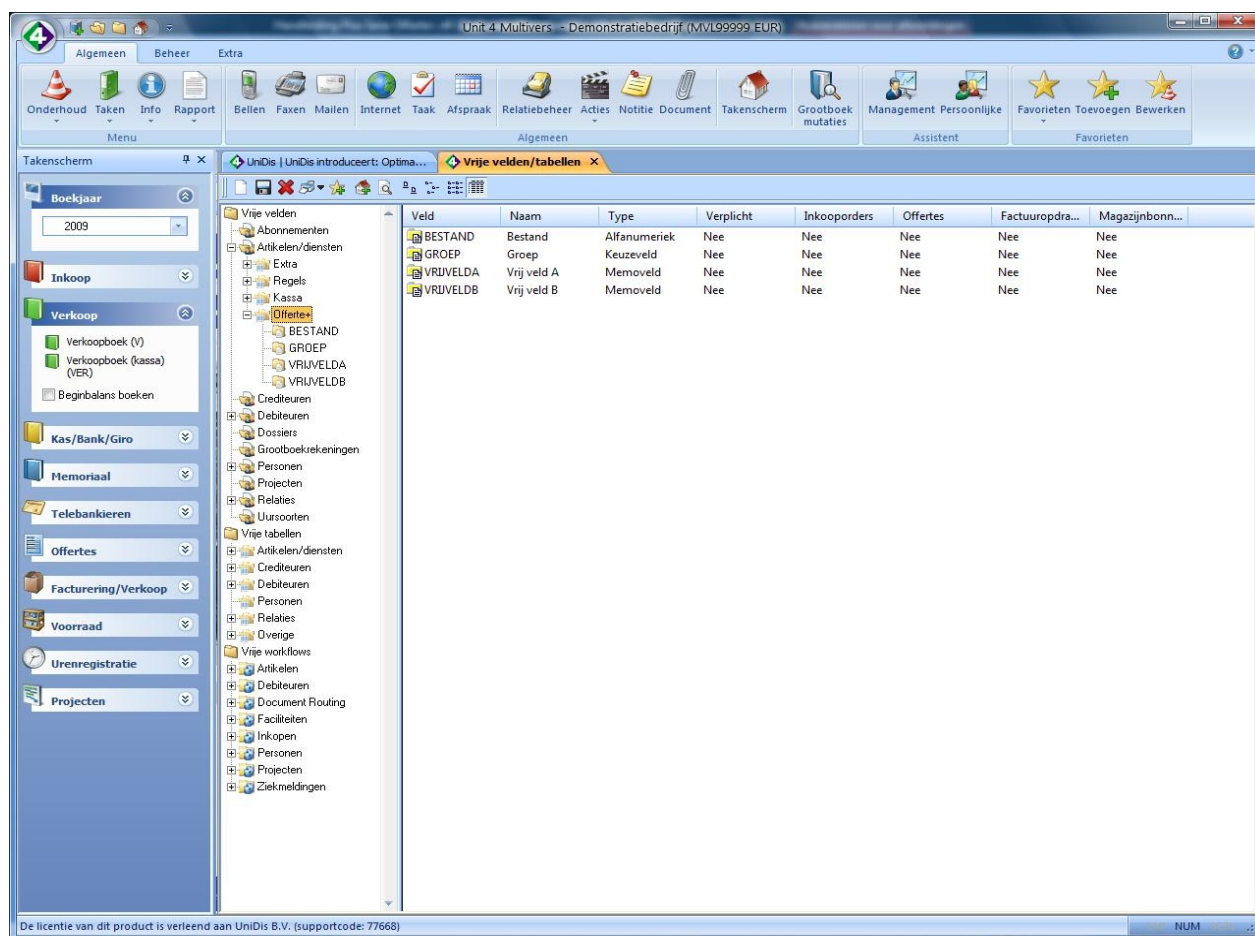 Unit 4 Multivers - Demonstratiebedrijf (MVL99999 EUR)
Algemeen Beheer Extra
Onderhoud Taken Info Rapport Bellen Faxen Mailen Internet Taak Afspraak Relatiebeheer Acties Notitie Document Takenscherm Grootboek mutaties Management Persoonlijke Favorieten Toevoegen Bewerken
Menu Algemeen Assistent Favorieten
Takenscherm
UniDis | UniDis introduceert: Optima...
Vrije velden/tabellen
Boekjaar
2009
Inkoop
Verkoop
Verkoopboek (V)
Verkoopboek (kassa)
(VER)
Beginbalans boeken
Kas/Bank/Giro
Memoriaal
Telebankieren
Offertes
Facturering/Verkoop
Voorraad
Urenregistratie
Projecten
Vrije velden
Abonnementen
Artikelen/diensten
Extra
Regels
Kassa
Offerte+
BESTAND
GROEP
VRIJVELDA
VRIJVELDB
Crediteuren
Debiteuren
Dossiers
Grootboekrekeningen
Personen
Projecten
Relaties
Uursoorten
Vrije tabellen
Artikelen/diensten
Crediteuren
Debiteuren
Personen
Relaties
Overige
Vrije workflows
Artikelen
Debiteuren
Document Routing
Faciliteiten
Inkopen
Personen
Projecten
Ziekmeldingen
Veld Naam Type Verplicht Inkooporders Offertes Factuuropdra... Magazijnbonn...
BESTAND Bestand Alfanumeriek Nee Nee Nee Nee Nee
GROEP Groep Keuzeveld Nee Nee Nee Nee Nee
VRIJVELDA Vrij veld A Memoveld Nee Nee Nee Nee Nee
VRIJVELDB Vrij veld B Memoveld Nee Nee Nee Nee Nee
De licentie van dit product is verleend aan UniDis B.V. (supportcode: 77668)
NUM